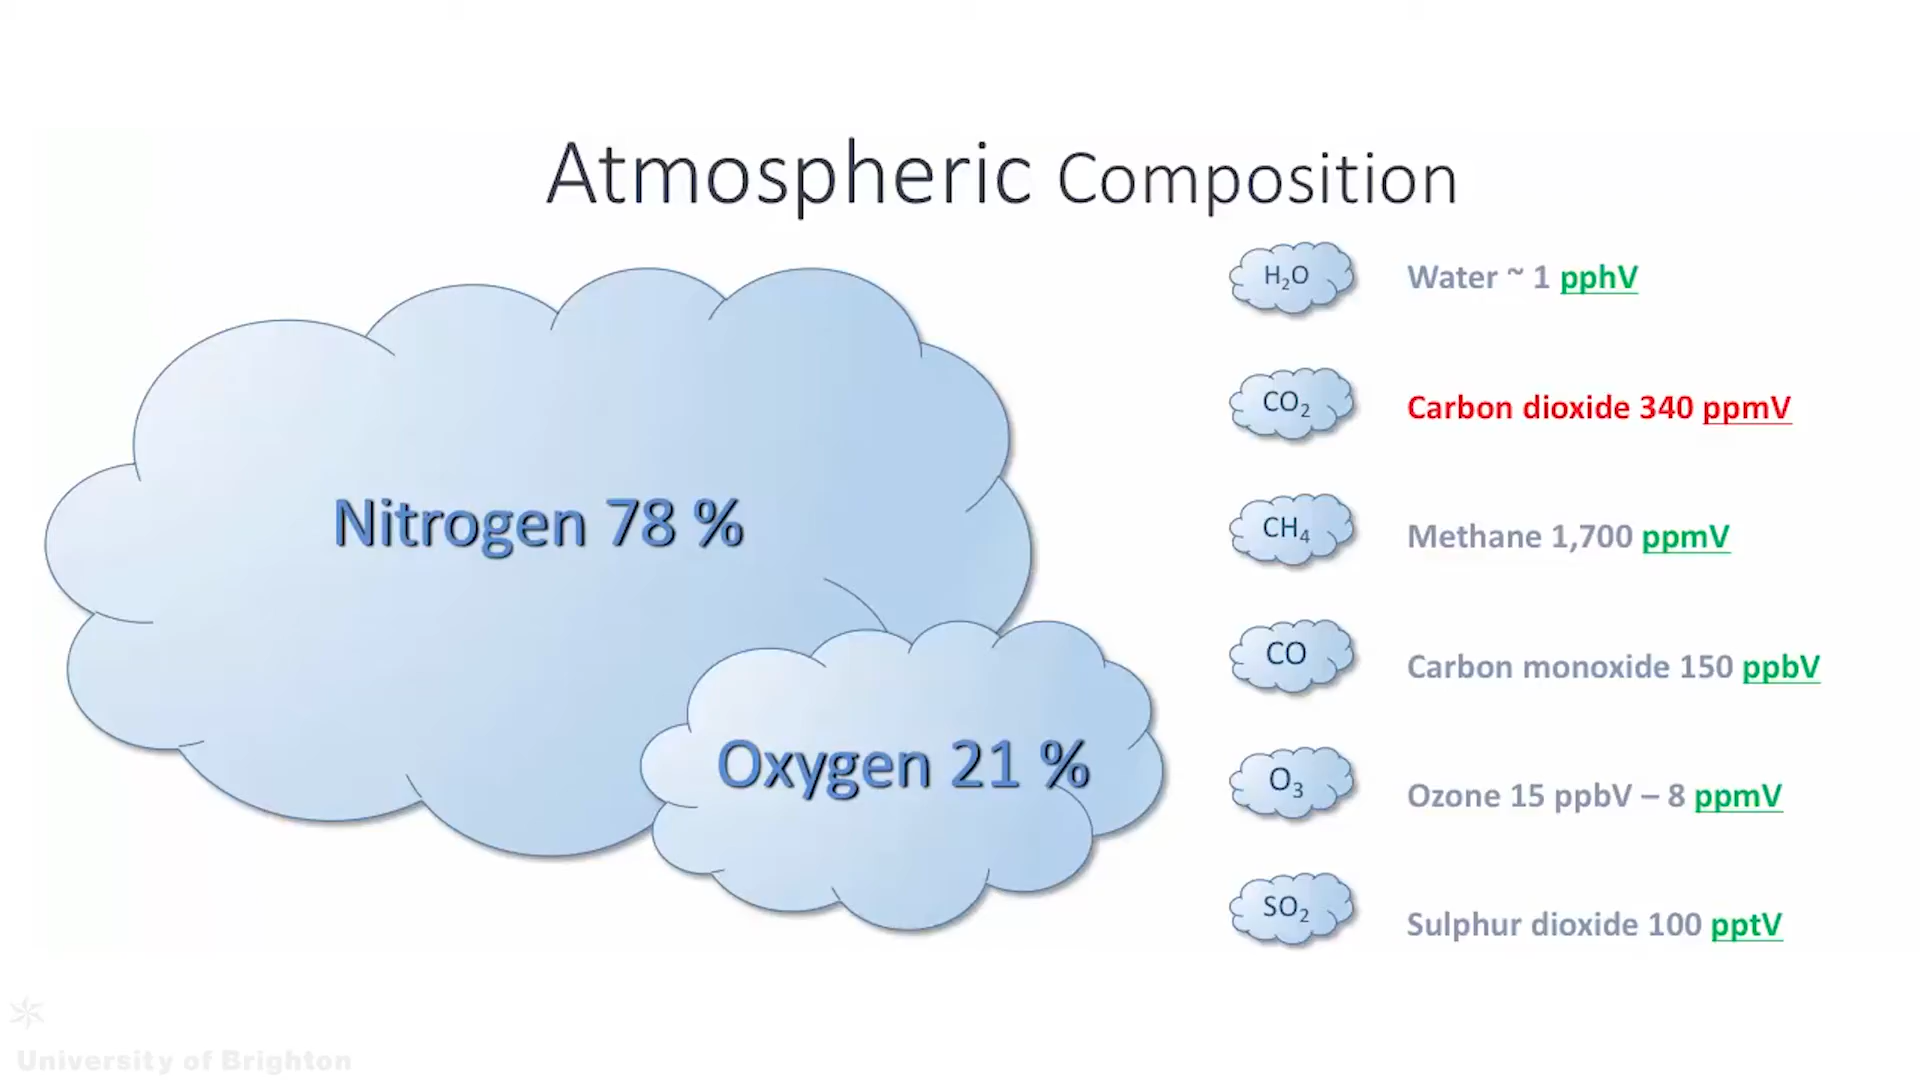 Atmospheric Composition
Nitrogen 78 %
Oxygen 21 %
H₂O
Water ~ 1 pphV
CO₂
Carbon dioxide 340 ppmV
CH₄
Methane 1,700 ppmV
CO
Carbon monoxide 150 ppbV
O₃
Ozone 15 ppbV – 8 ppmV
SO₂
Sulphur dioxide 100 pptV
University of Brighton